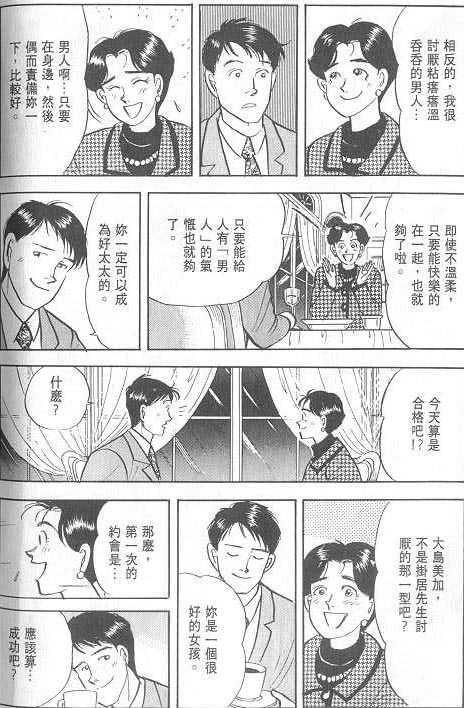 相反的，我很
討厭粘瘩瘩溫
吞吞的男人…
男人啊…只要
在身邊，然後
偶而責備妳一
下，比較好。
即使不溫柔，
只要能快樂的
在一起，也就
夠了啦。
只要能給
人有「男
人」的氣
慨也就夠
了。
妳一定可以成
為好太太的。
今天算是
合格吧！？
什麼？
大島美加，
不是掛居先生討
厭的那一型吧？
妳是一個很
好的女孩。
那麼，
第一次的
約會是…
應該算…
成功吧？